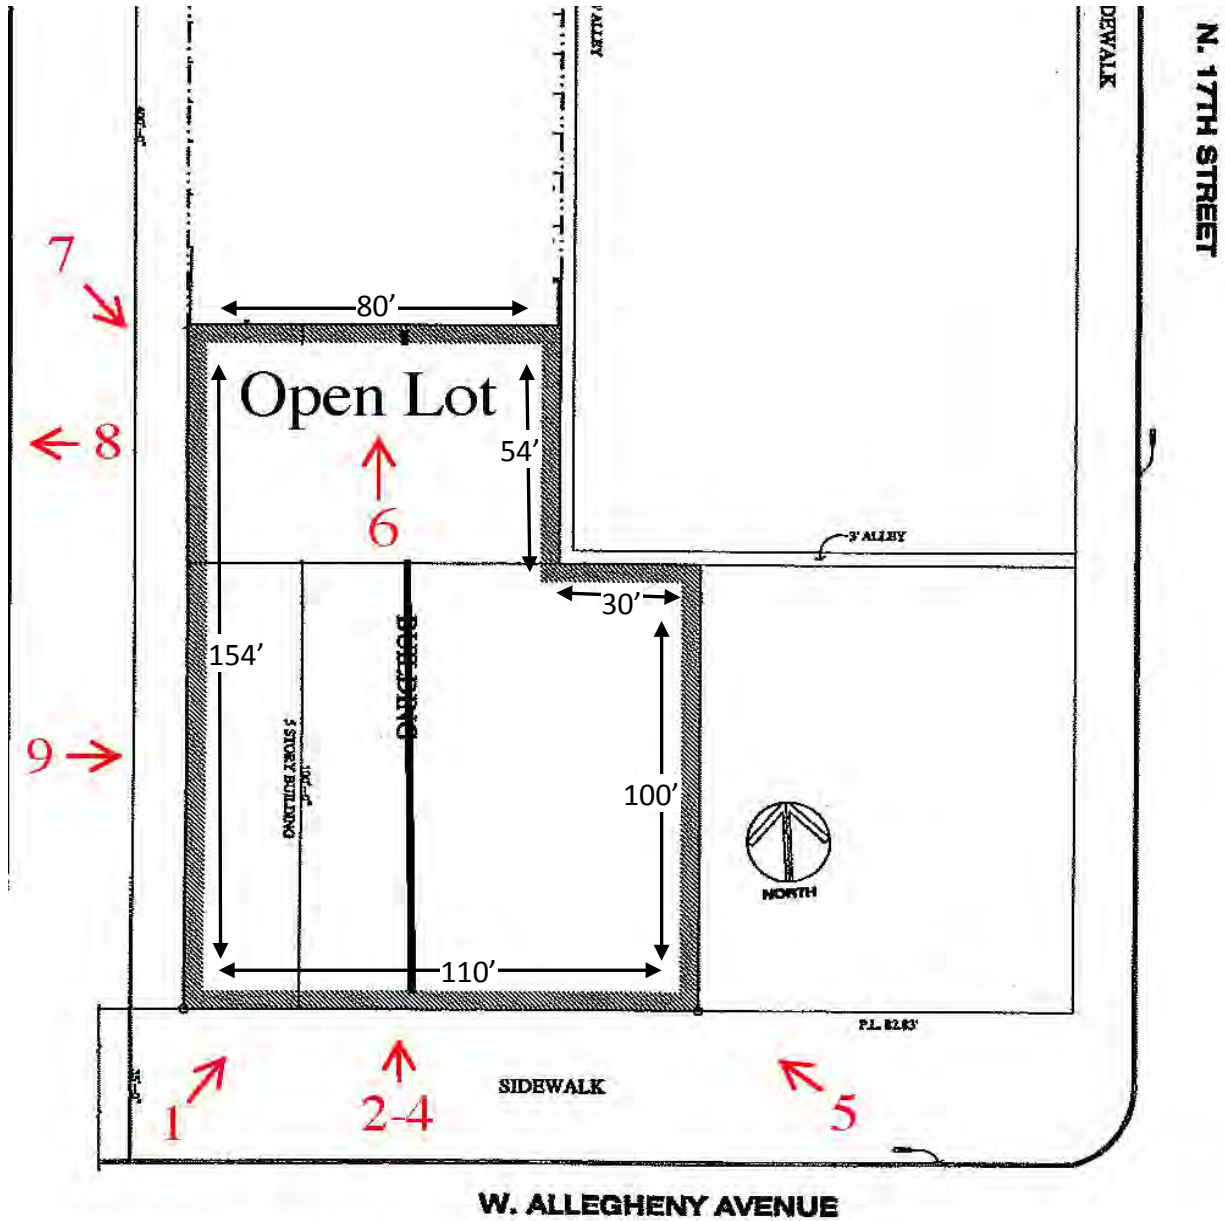 N. 17TH STREET
' ALLEY
DEWALK
7
80'
Open Lot
8
54'
6
3' ALLEY
30'
BUILDING
154'
5 STORY BUILDING
9
100'
NORTH
110'
P.L. 82.83'
1
2-4
SIDEWALK
5
W. ALLEGHENY AVENUE